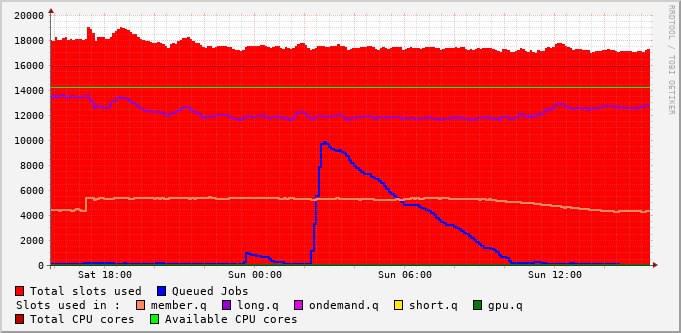 20000
18000
16000
14000
12000
10000
8000
6000
4000
2000
0
Sat 18:00 Sun 00:00 Sun 06:00 Sun 12:00
RRDTOOL / TOBI OETIKER
Total slots used Queued Jobs
Slots used in : member.q long.q ondemand.q short.q gpu.q
Total CPU cores Available CPU cores